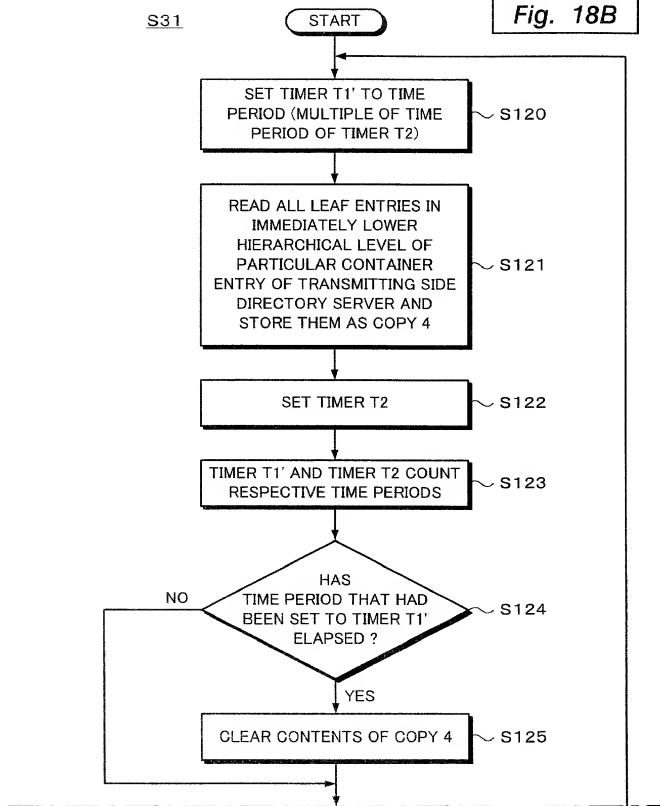 S31
START
Fig. 18B
SET TIMER T1' TO TIME
PERIOD (MULTIPLE OF TIME
PERIOD OF TIMER T2)
S120
READ ALL LEAF ENTRIES IN
IMMEDIATELY LOWER
HIERARCHICAL LEVEL OF
PARTICULAR CONTAINER
ENTRY OF TRANSMITTING SIDE
DIRECTORY SERVER AND
STORE THEM AS COPY 4
S121
SET TIMER T2
S122
TIMER T1' AND TIMER T2 COUNT
RESPECTIVE TIME PERIODS
S123
HAS
TIME PERIOD THAT HAD
BEEN SET TO TIMER T1'
ELAPSED ?
S124
NO
YES
CLEAR CONTENTS OF COPY 4
S125